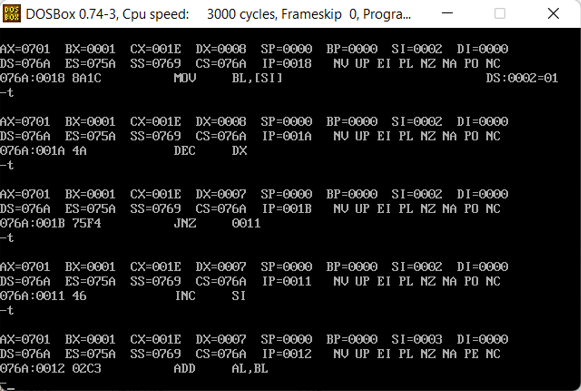 DOSBox 0.74-3, Cpu speed: 3000 cycles, Frameskip 0, Progra...
AX=0701 BX=0001 CX=001E DX=0008 SP=0000 BP=0000 SI=0002 DI=0000
DS=076A ES=075A SS=0769 CS=076A IP=0018 NV UP EI PL NZ NA PO NC
076A:0018 8A1C MOV BL,[SI] DS:0002=01
-t
AX=0701 BX=0001 CX=001E DX=0008 SP=0000 BP=0000 SI=0002 DI=0000
DS=076A ES=075A SS=0769 CS=076A IP=001A NV UP EI PL NZ NA PO NC
076A:001A 4A DEC DX
-t
AX=0701 BX=0001 CX=001E DX=0007 SP=0000 BP=0000 SI=0002 DI=0000
DS=076A ES=075A SS=0769 CS=076A IP=001B NV UP EI PL NZ NA PO NC
076A:001B 75F4 JNZ 0011
-t
AX=0701 BX=0001 CX=001E DX=0007 SP=0000 BP=0000 SI=0002 DI=0000
DS=076A ES=075A SS=0769 CS=076A IP=0011 NV UP EI PL NZ NA PO NC
076A:0011 46 INC SI
-t
AX=0701 BX=0001 CX=001E DX=0007 SP=0000 BP=0000 SI=0003 DI=0000
DS=076A ES=075A SS=0769 CS=076A IP=0012 NV UP EI PL NZ NA PE NC
076A:0012 02C3 ADD AL,BL